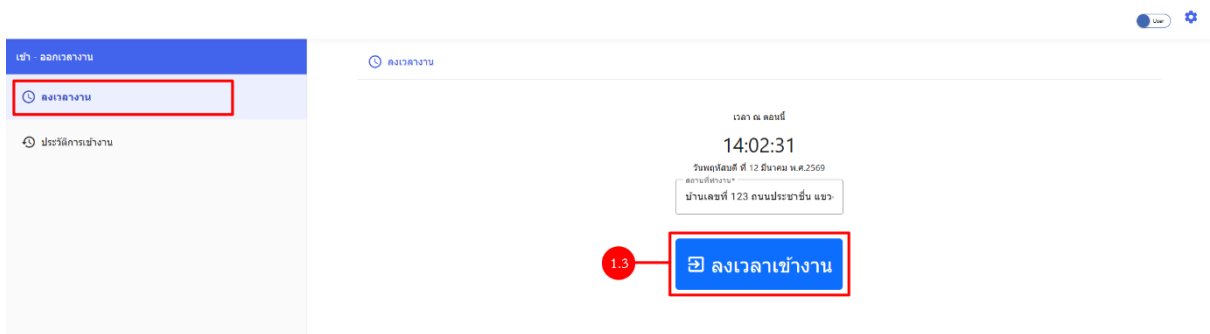 User
เข้า - ออกเวลางาน
ลงเวลางาน
ประวัติการเข้างาน
ลงเวลางาน
เวลา ณ ตอนนี้
14:02:31
วันพฤหัสบดี ที่ 12 มีนาคม พ.ศ.2569
สถานที่ทำงาน*
บ้านเลขที่ 123 ถนนประชาชื่น แขว
1.3
ลงเวลาเข้างาน